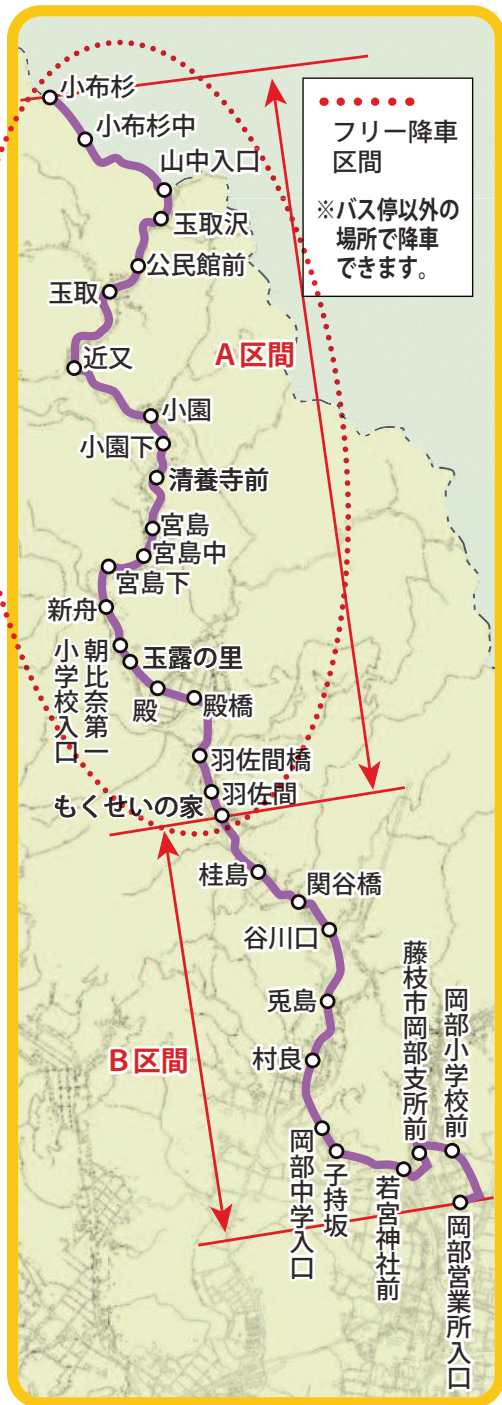 小布杉
小布杉中
山中入口
玉取沢
公民館前
玉取
近又
小園
小園下
清養寺前
宮島
宮島中
宮島下
新舟
朝比奈第一
小学校入口
玉露の里
殿
殿橋
羽佐間橋
羽佐間
もくせいの家
桂島
関谷橋
谷川口
兎島
村良
岡部中学入口
子持坂
若宮神社前
藤枝市岡部支所前
岡部小学校前
岡部営業所入口
A区間
B区間
フリー降車
区間
※バス停以外の
場所で降車
できます。